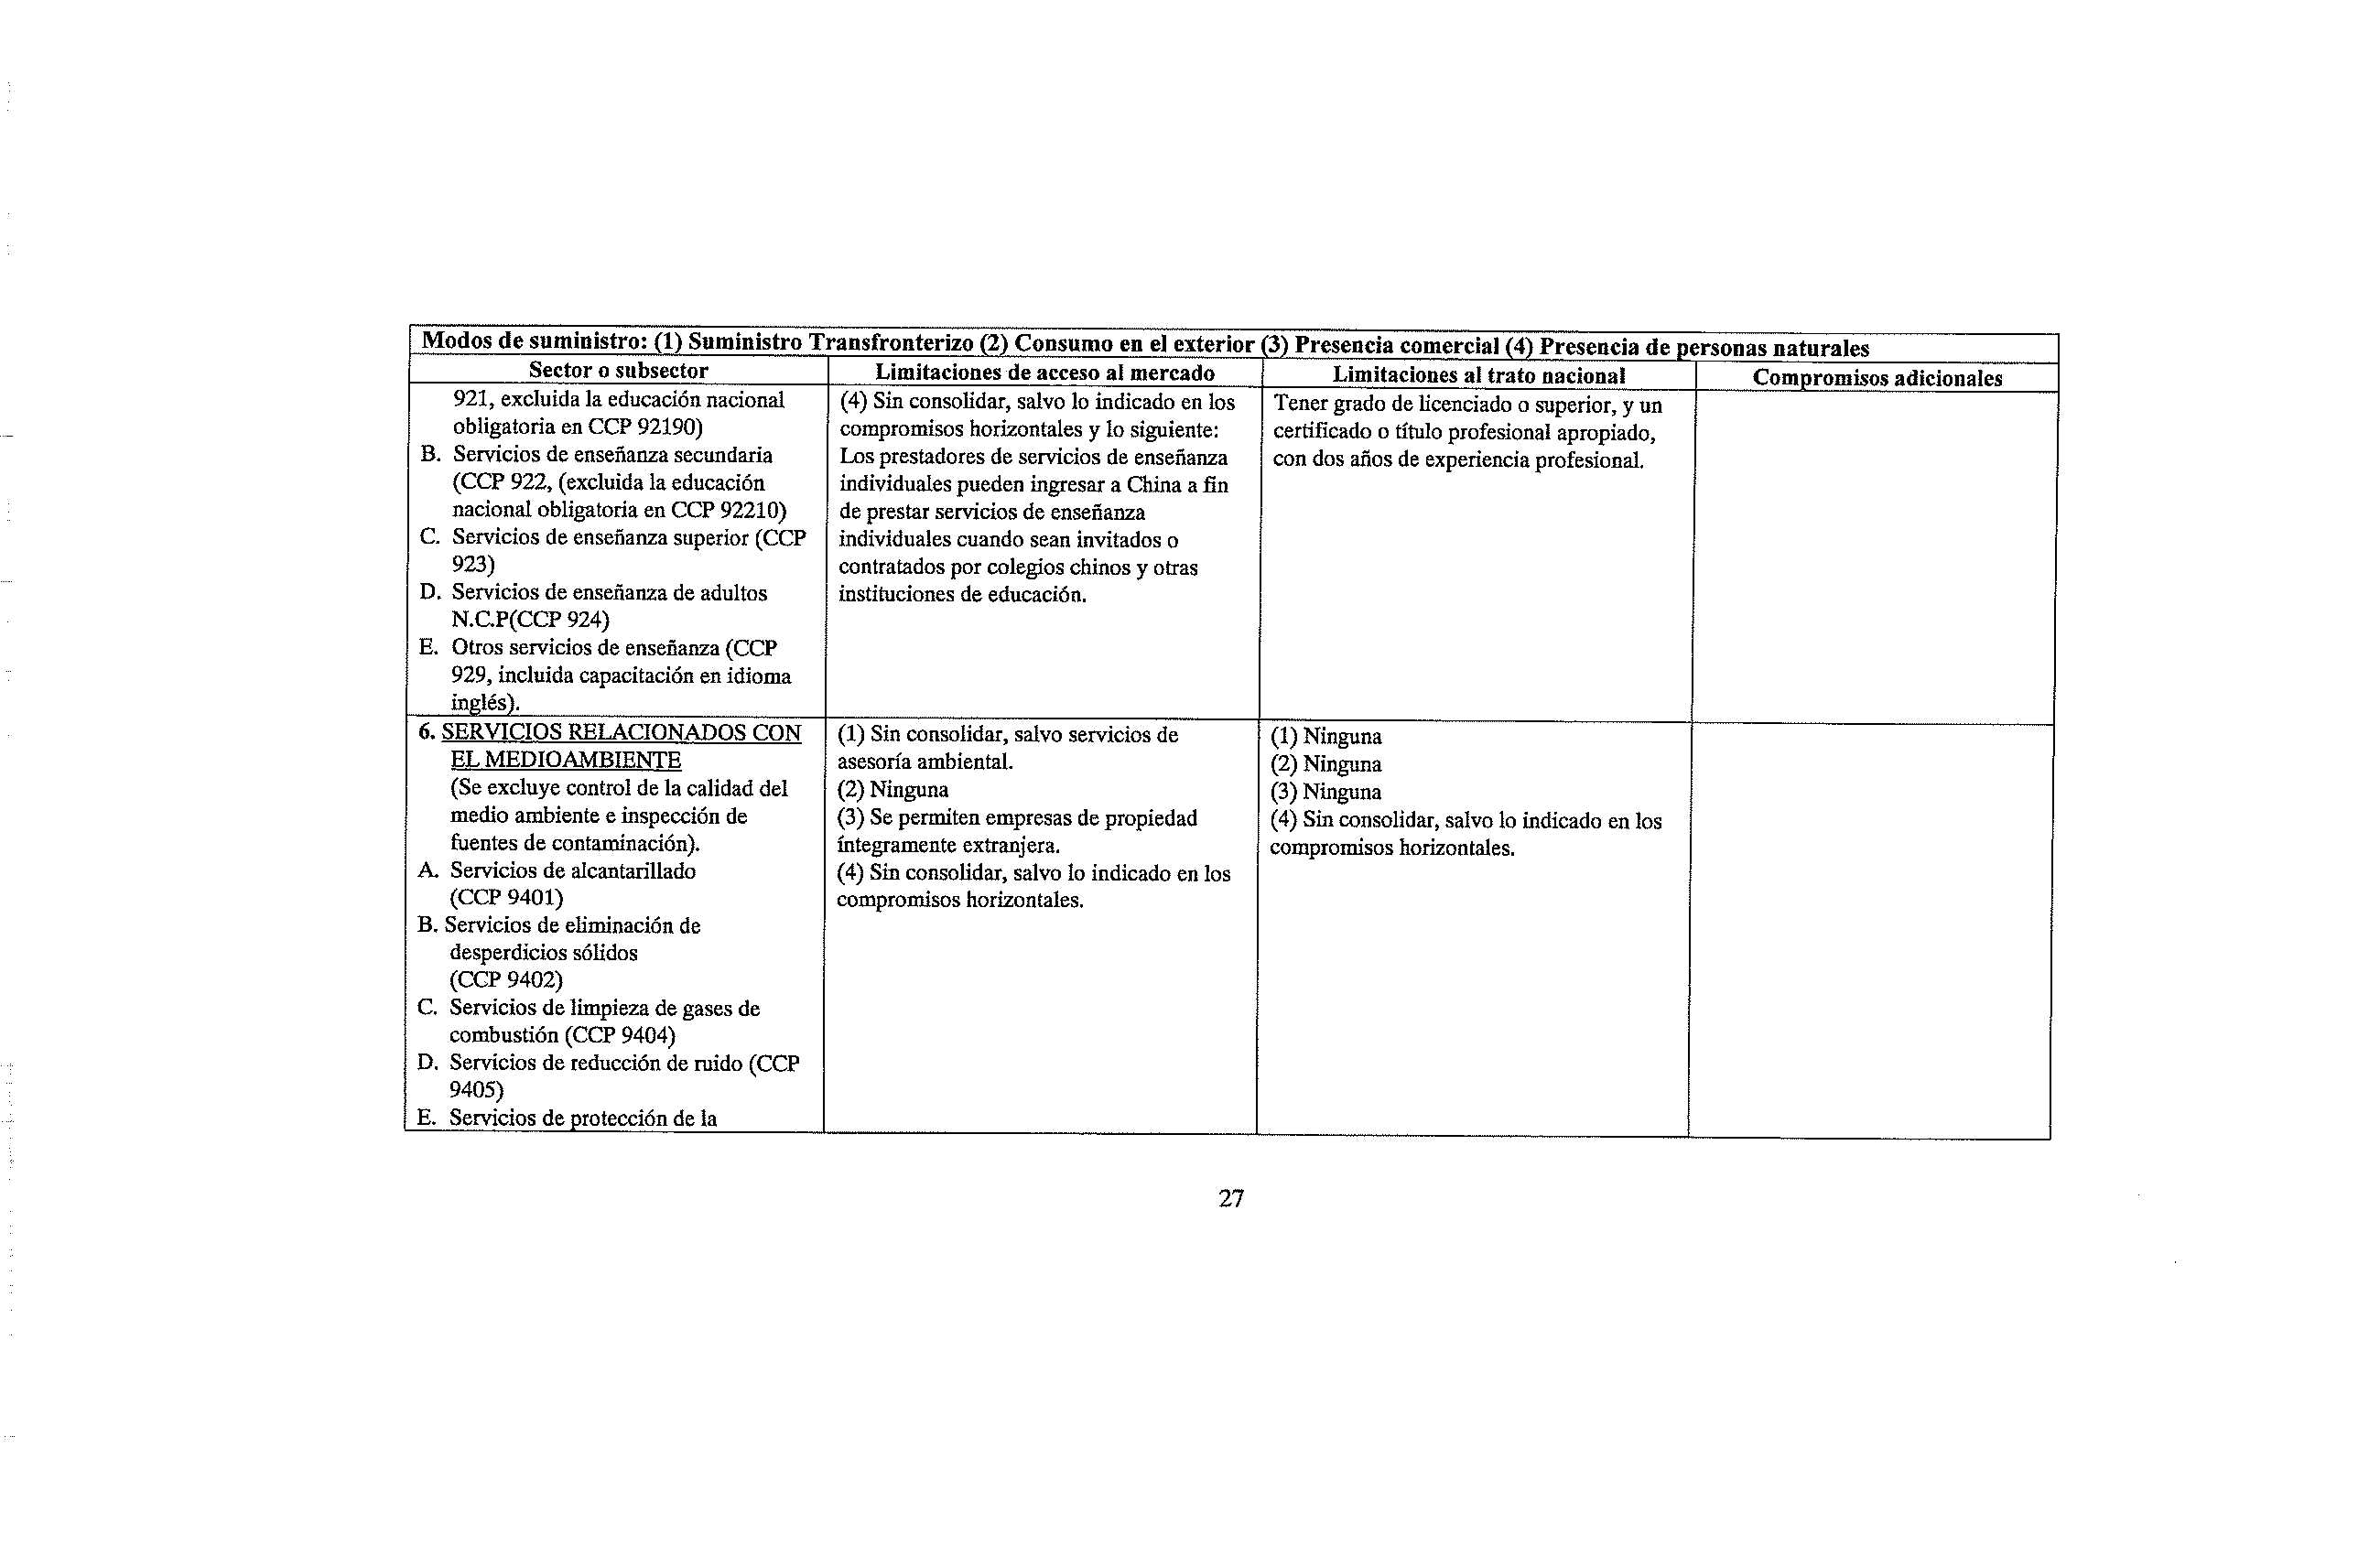 Modos de suministro: (1) Suministro Transfronterizo (2) Consumo en el exterior (3) Presencia comercial (4) Presencia de personas naturales
Sector o subsector
Limitaciones de acceso al mercado
Limitaciones al trato nacional
Compromisos adicionales
921, excluida la educación nacional
obligatoria en CCP 92190)
B. Servicios de enseñanza secundaria
(CCP 922, (excluida la educación
nacional obligatoria en CCP 92210)
C. Servicios de enseñanza superior (CCP
923)
D. Servicios de enseñanza de adultos
N.C.P(CCP 924)
E. Otros servicios de enseñanza (CCP
929, incluida capacitación en idioma
inglés).
(4) Sin consolidar, salvo lo indicado en los
compromisos horizontales y lo siguiente:
Los prestadores de servicios de enseñanza
individuales pueden ingresar a China a fin
de prestar servicios de enseñanza
individuales cuando sean invitados o
contratados por colegios chinos y otras
instituciones de educación.
Tener grado de licenciado o superior, y un
certificado o título profesional apropiado,
con dos años de experiencia profesional.
6. SERVICIOS RELACIONADOS CON
EL MEDIOAMBIENTE
(Se excluye control de la calidad del
medio ambiente e inspección de
fuentes de contaminación).
A. Servicios de alcantarillado
(CCP 9401)
B. Servicios de eliminación de
desperdicios sólidos
(CCP 9402)
C. Servicios de limpieza de gases de
combustión (CCP 9404)
D. Servicios de reducción de ruido (CCP
9405)
E. Servicios de protección de la
(1) Sin consolidar, salvo servicios de
asesoría ambiental.
(2) Ninguna
(3) Se permiten empresas de propiedad
íntegramente extranjera.
(4) Sin consolidar, salvo lo indicado en los
compromisos horizontales.
(1) Ninguna
(2) Ninguna
(3) Ninguna
(4) Sin consolidar, salvo lo indicado en los
compromisos horizontales.
27